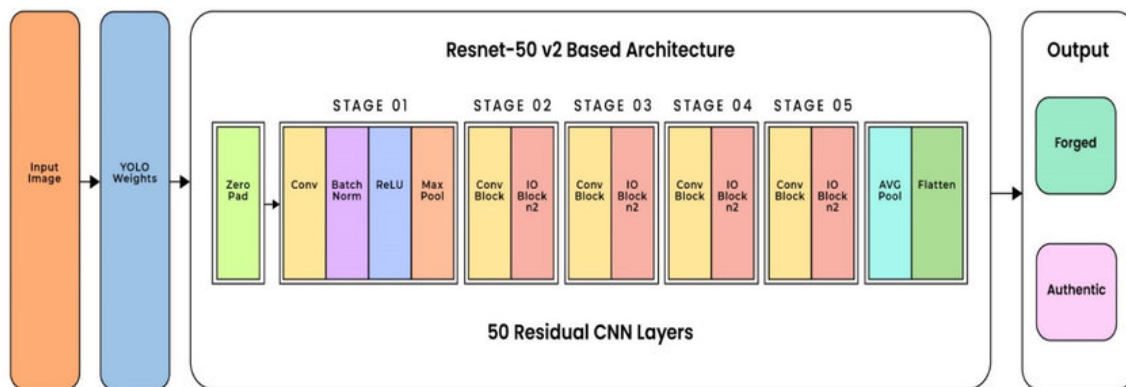 Resnet-50 v2 Based Architecture
Output
STAGE 01
STAGE 02
STAGE 03
STAGE 04
STAGE 05
Input
Image
YOLO
Weights
Zero
Pad
Conv
Batch
Norm
ReLU
Max
Pool
Conv
Block
IO
Block
n2
Conv
Block
IO
Block
n2
Conv
Block
IO
Block
n2
Conv
Block
IO
Block
n2
AVG
Pool
Flatten
50 Residual CNN Layers
Forged
Authentic